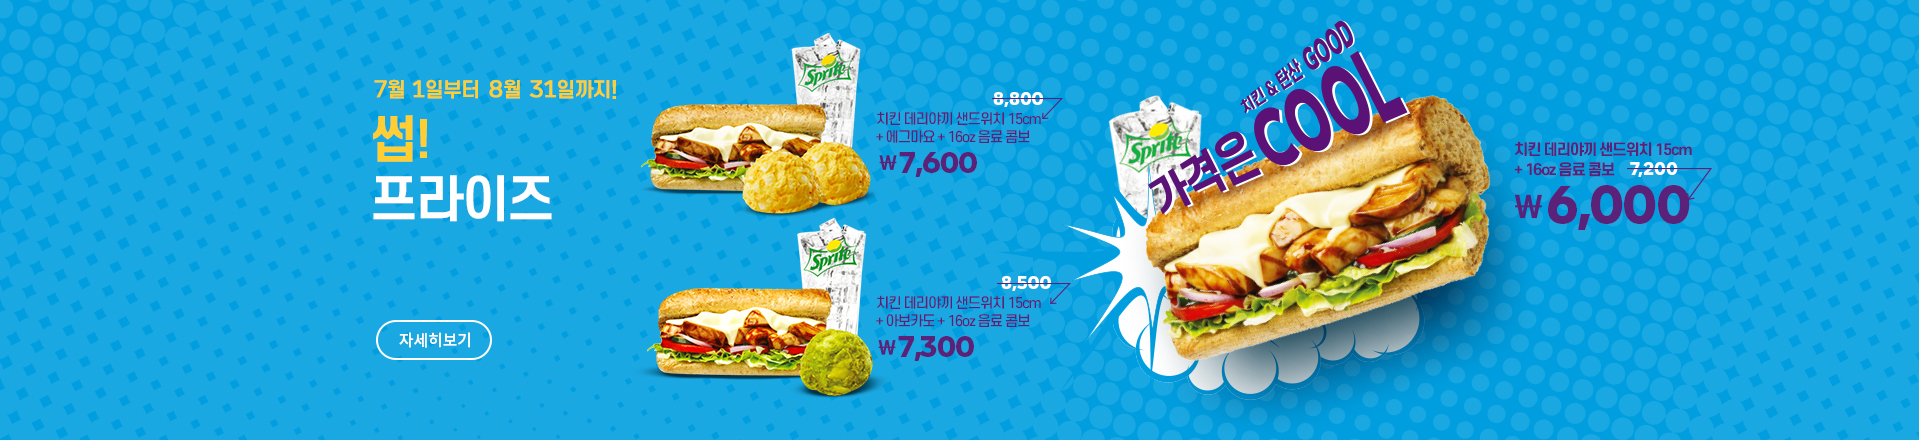 7월 1일부터 8월 31일까지!
썹!
프라이즈
자세히보기
Sprite
8,800
치킨 데리야끼 샌드위치 15cm
+ 에그마요 + 16oz 음료 콤보
₩7,600
Sprite
8,500
치킨 데리야끼 샌드위치 15cm
+ 아보카도 + 16oz 음료 콤보
₩7,300
치킨 & 탄산 GOOD
가격은 COOL
Sprite
치킨 데리야끼 샌드위치 15cm
+ 16oz 음료 콤보 7,200
₩6,000